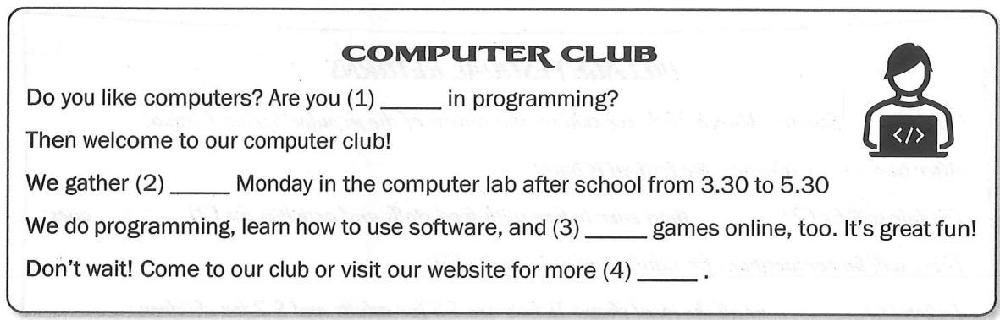 COMPUTER CLUB
Do you like computers? Are you (1) _____ in programming?
Then welcome to our computer club!
We gather (2) _____ Monday in the computer lab after school from 3.30 to 5.30
We do programming, learn how to use software, and (3) _____ games online, too. It's great fun!
Don't wait! Come to our club or visit our website for more (4) _____ .